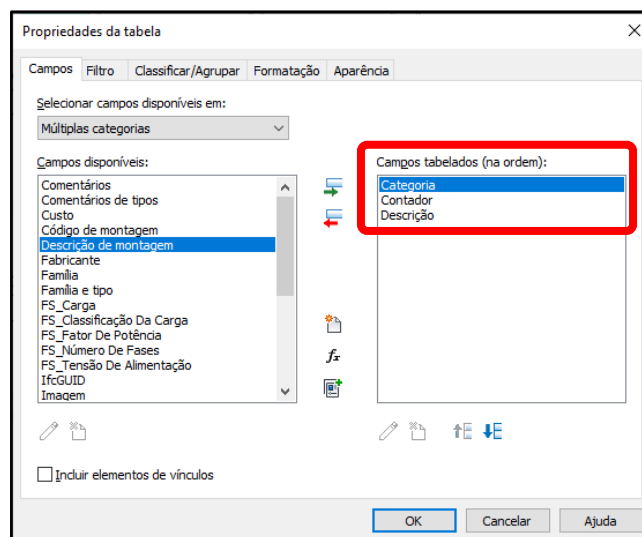 Propriedades da tabela
Campos Filtro Classificar/Agrupar Formatação Aparência
Selecionar campos disponíveis em:
Múltiplas categorias
Campos disponíveis:
Comentários
Comentários de tipos
Custo
Código de montagem
Descrição de montagem
Fabricante
Família
Família e tipo
FS_Carga
FS_Classificação Da Carga
FS_Fator De Potência
FS_Número De Fases
FS_Tensão De Alimentação
IfcGUID
Imagem
fx
Campos tabelados (na ordem):
Categoria
Contador
Descrição
Incluir elementos de vínculos
OK Cancelar Ajuda